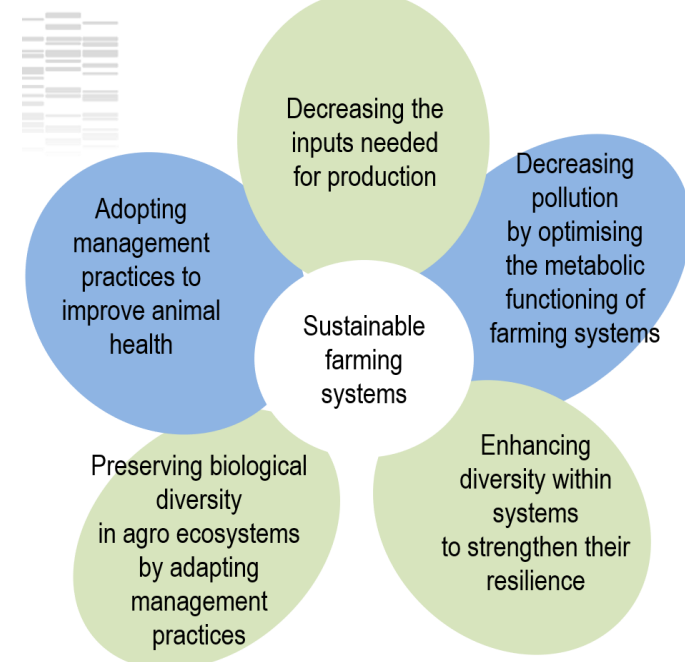 Decreasing the
inputs needed
for production
Decreasing
pollution
by optimising
the metabolic
functioning of
farming systems
Adopting
management
practices to
improve animal
health
Sustainable
farming
systems
Preserving biological
diversity
in agro ecosystems
by adapting
management
practices
Enhancing
diversity within
systems
to strengthen their
resilience